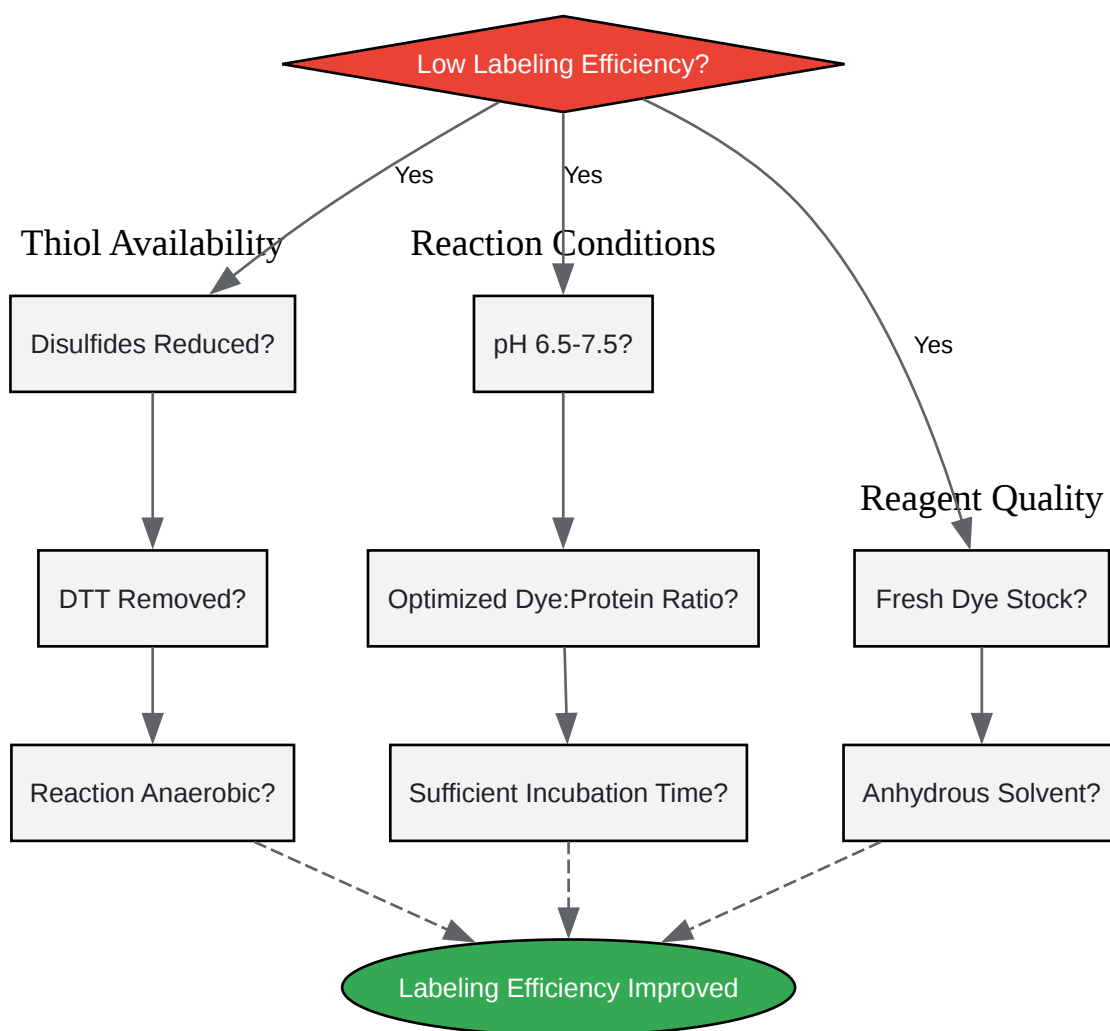 Low Labeling Efficiency?
Yes
Yes
Thiol Availability
Reaction Conditions
Disulfides Reduced?
pH 6.5-7.5?
Yes
Reagent Quality
DTT Removed?
Optimized Dye:Protein Ratio?
Fresh Dye Stock?
Reaction Anaerobic?
Sufficient Incubation Time?
Anhydrous Solvent?
Labeling Efficiency Improved